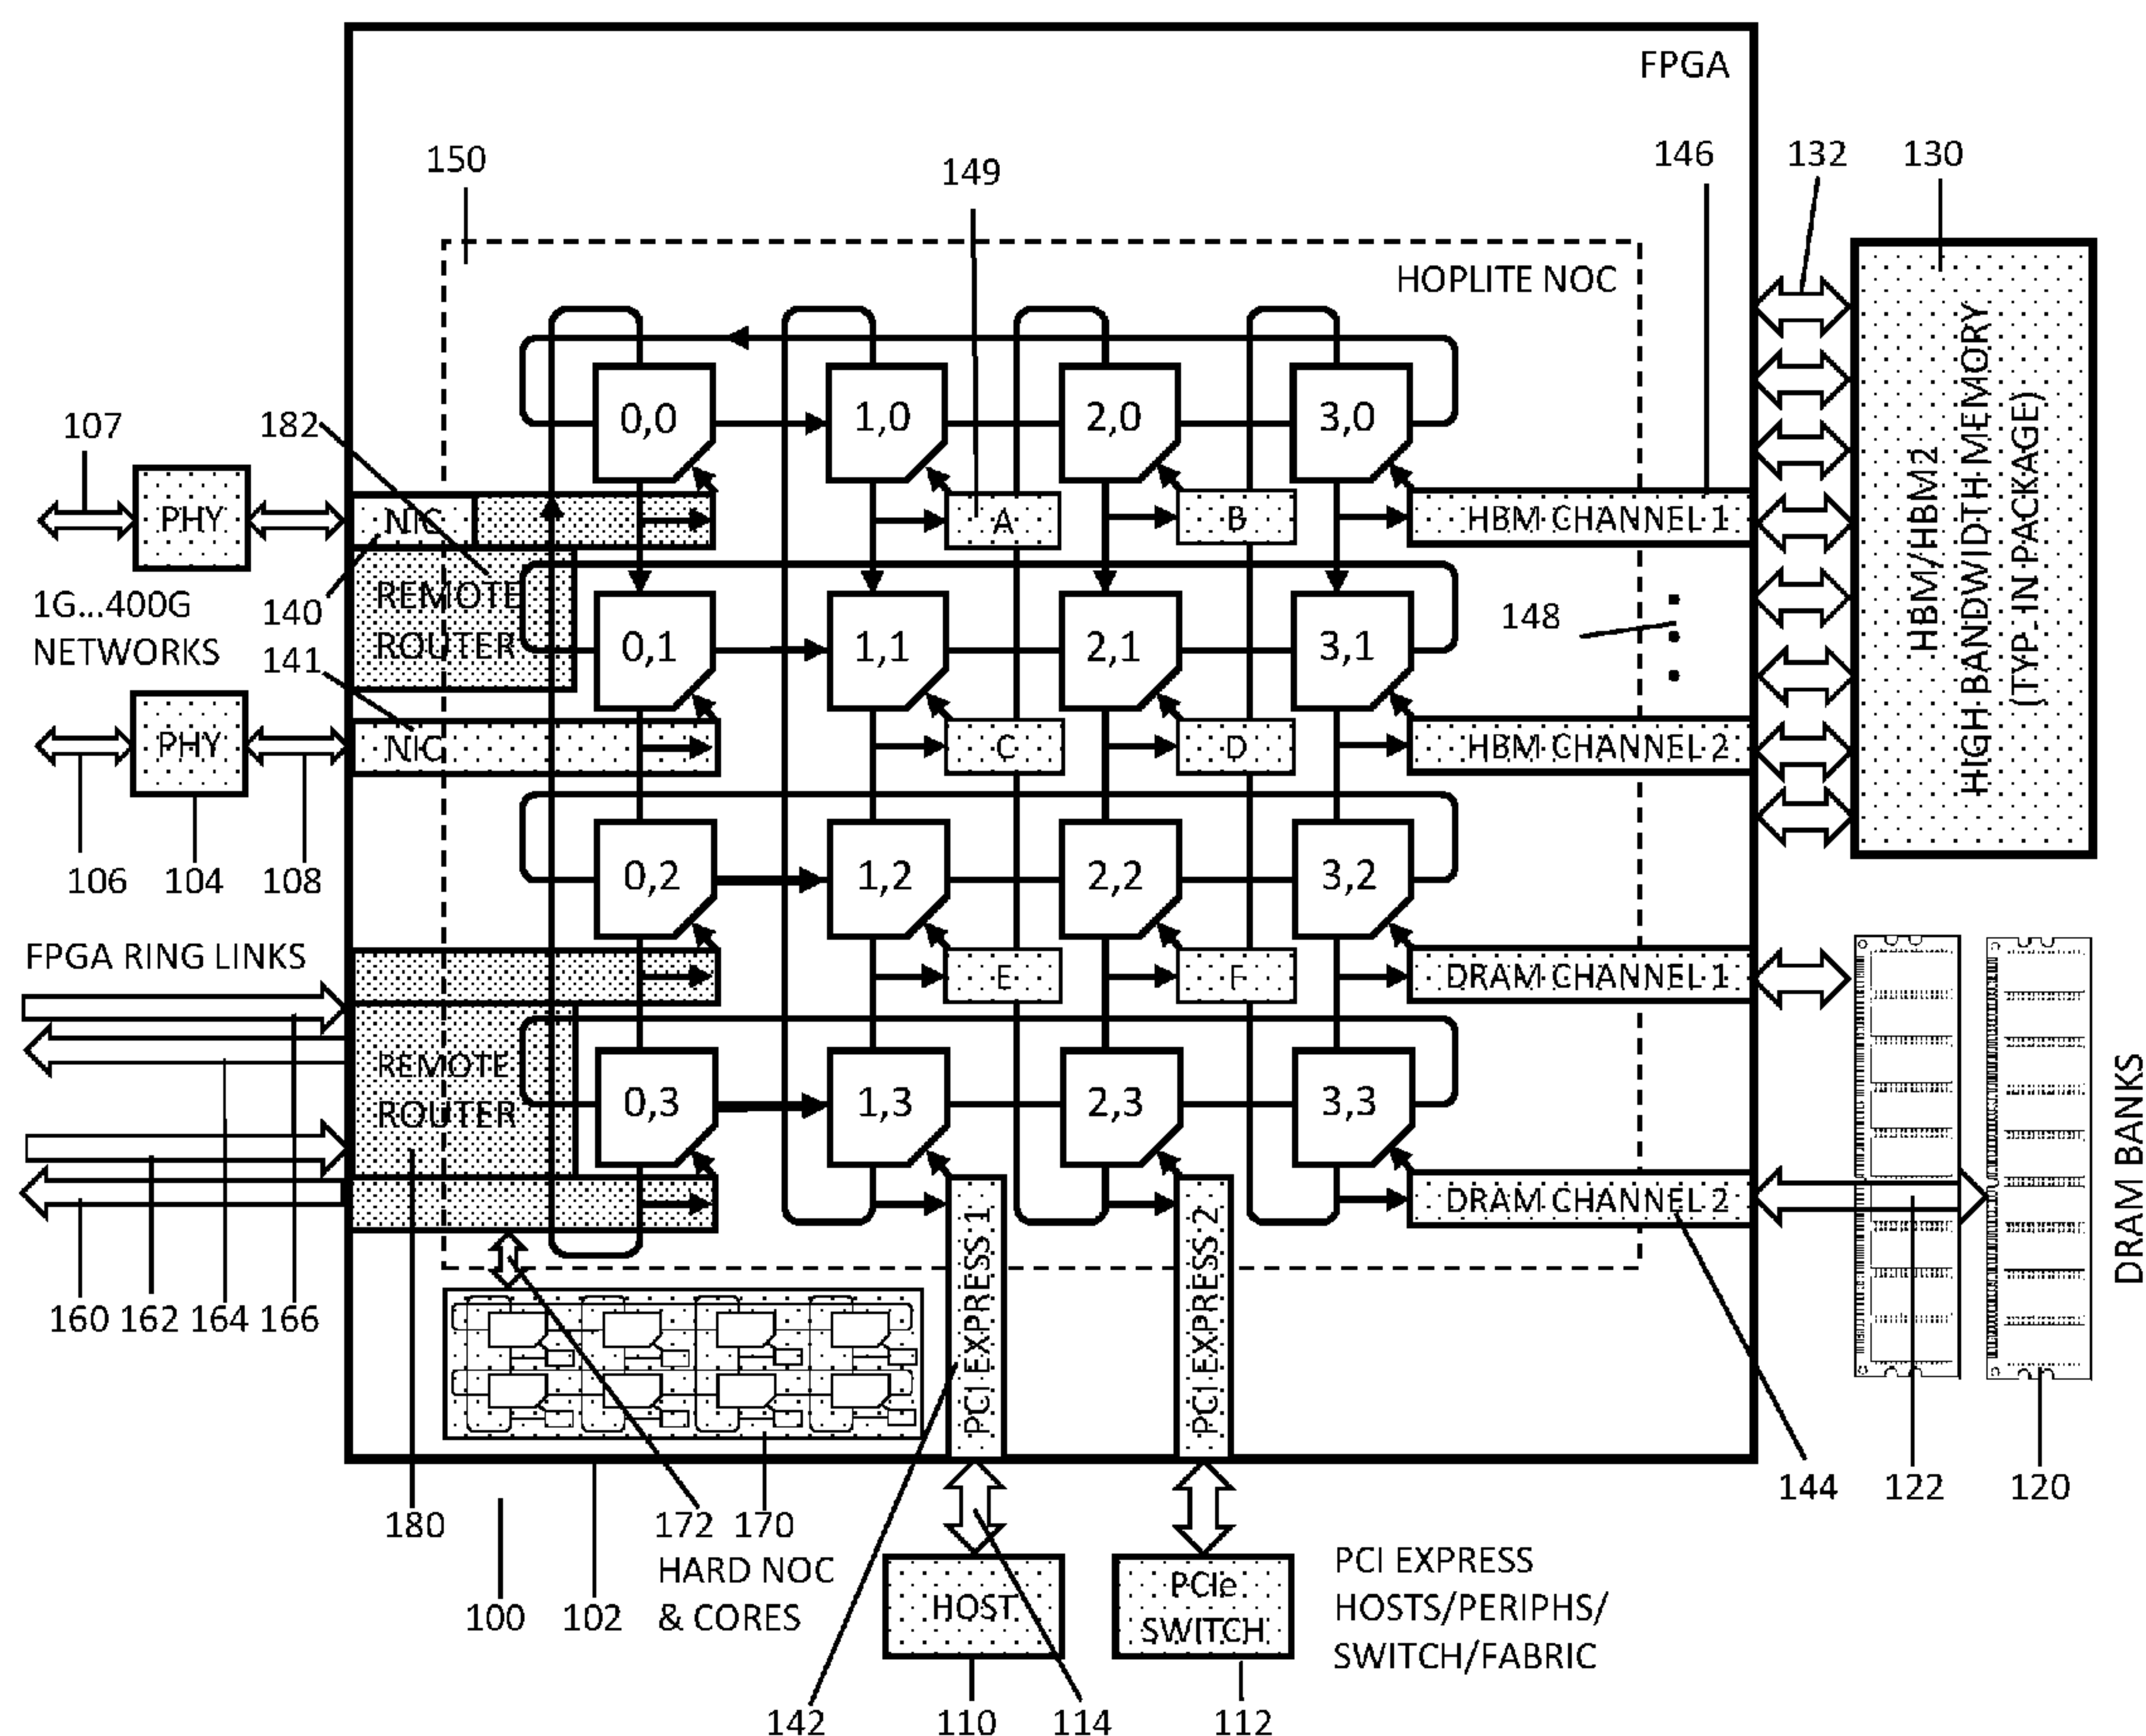 FPGA
150
149
146
132
130
HOPLITE NOC
HBM/HBM2
HIGH BANDWIDTH MEMORY
(TYP. IN PACKAGE)
107
182
0,0
1,0
2,0
3,0
PHY
NIC
A
B
HBM CHANNEL 1
1G...400G
NETWORKS
140
141
REMOTE
ROUTER
148
0,1
1,1
2,1
3,1
PHY
NIC
C
D
HBM CHANNEL 2
106
104
108
0,2
1,2
2,2
3,2
FPGA RING LINKS
E
F
DRAM CHANNEL 1
REMOTE
ROUTER
0,3
1,3
2,3
3,3
DRAM BANKS
DRAM CHANNEL 2
PCI EXPRESS 1
PCI EXPRESS 2
160
162
164
166
180
172
170
HARD NOC
& CORES
144
122
120
100
102
HOST
PCIe
SWITCH
PCI EXPRESS
HOSTS/PERIPHS/
SWITCH/FABRIC
142
110
114
112